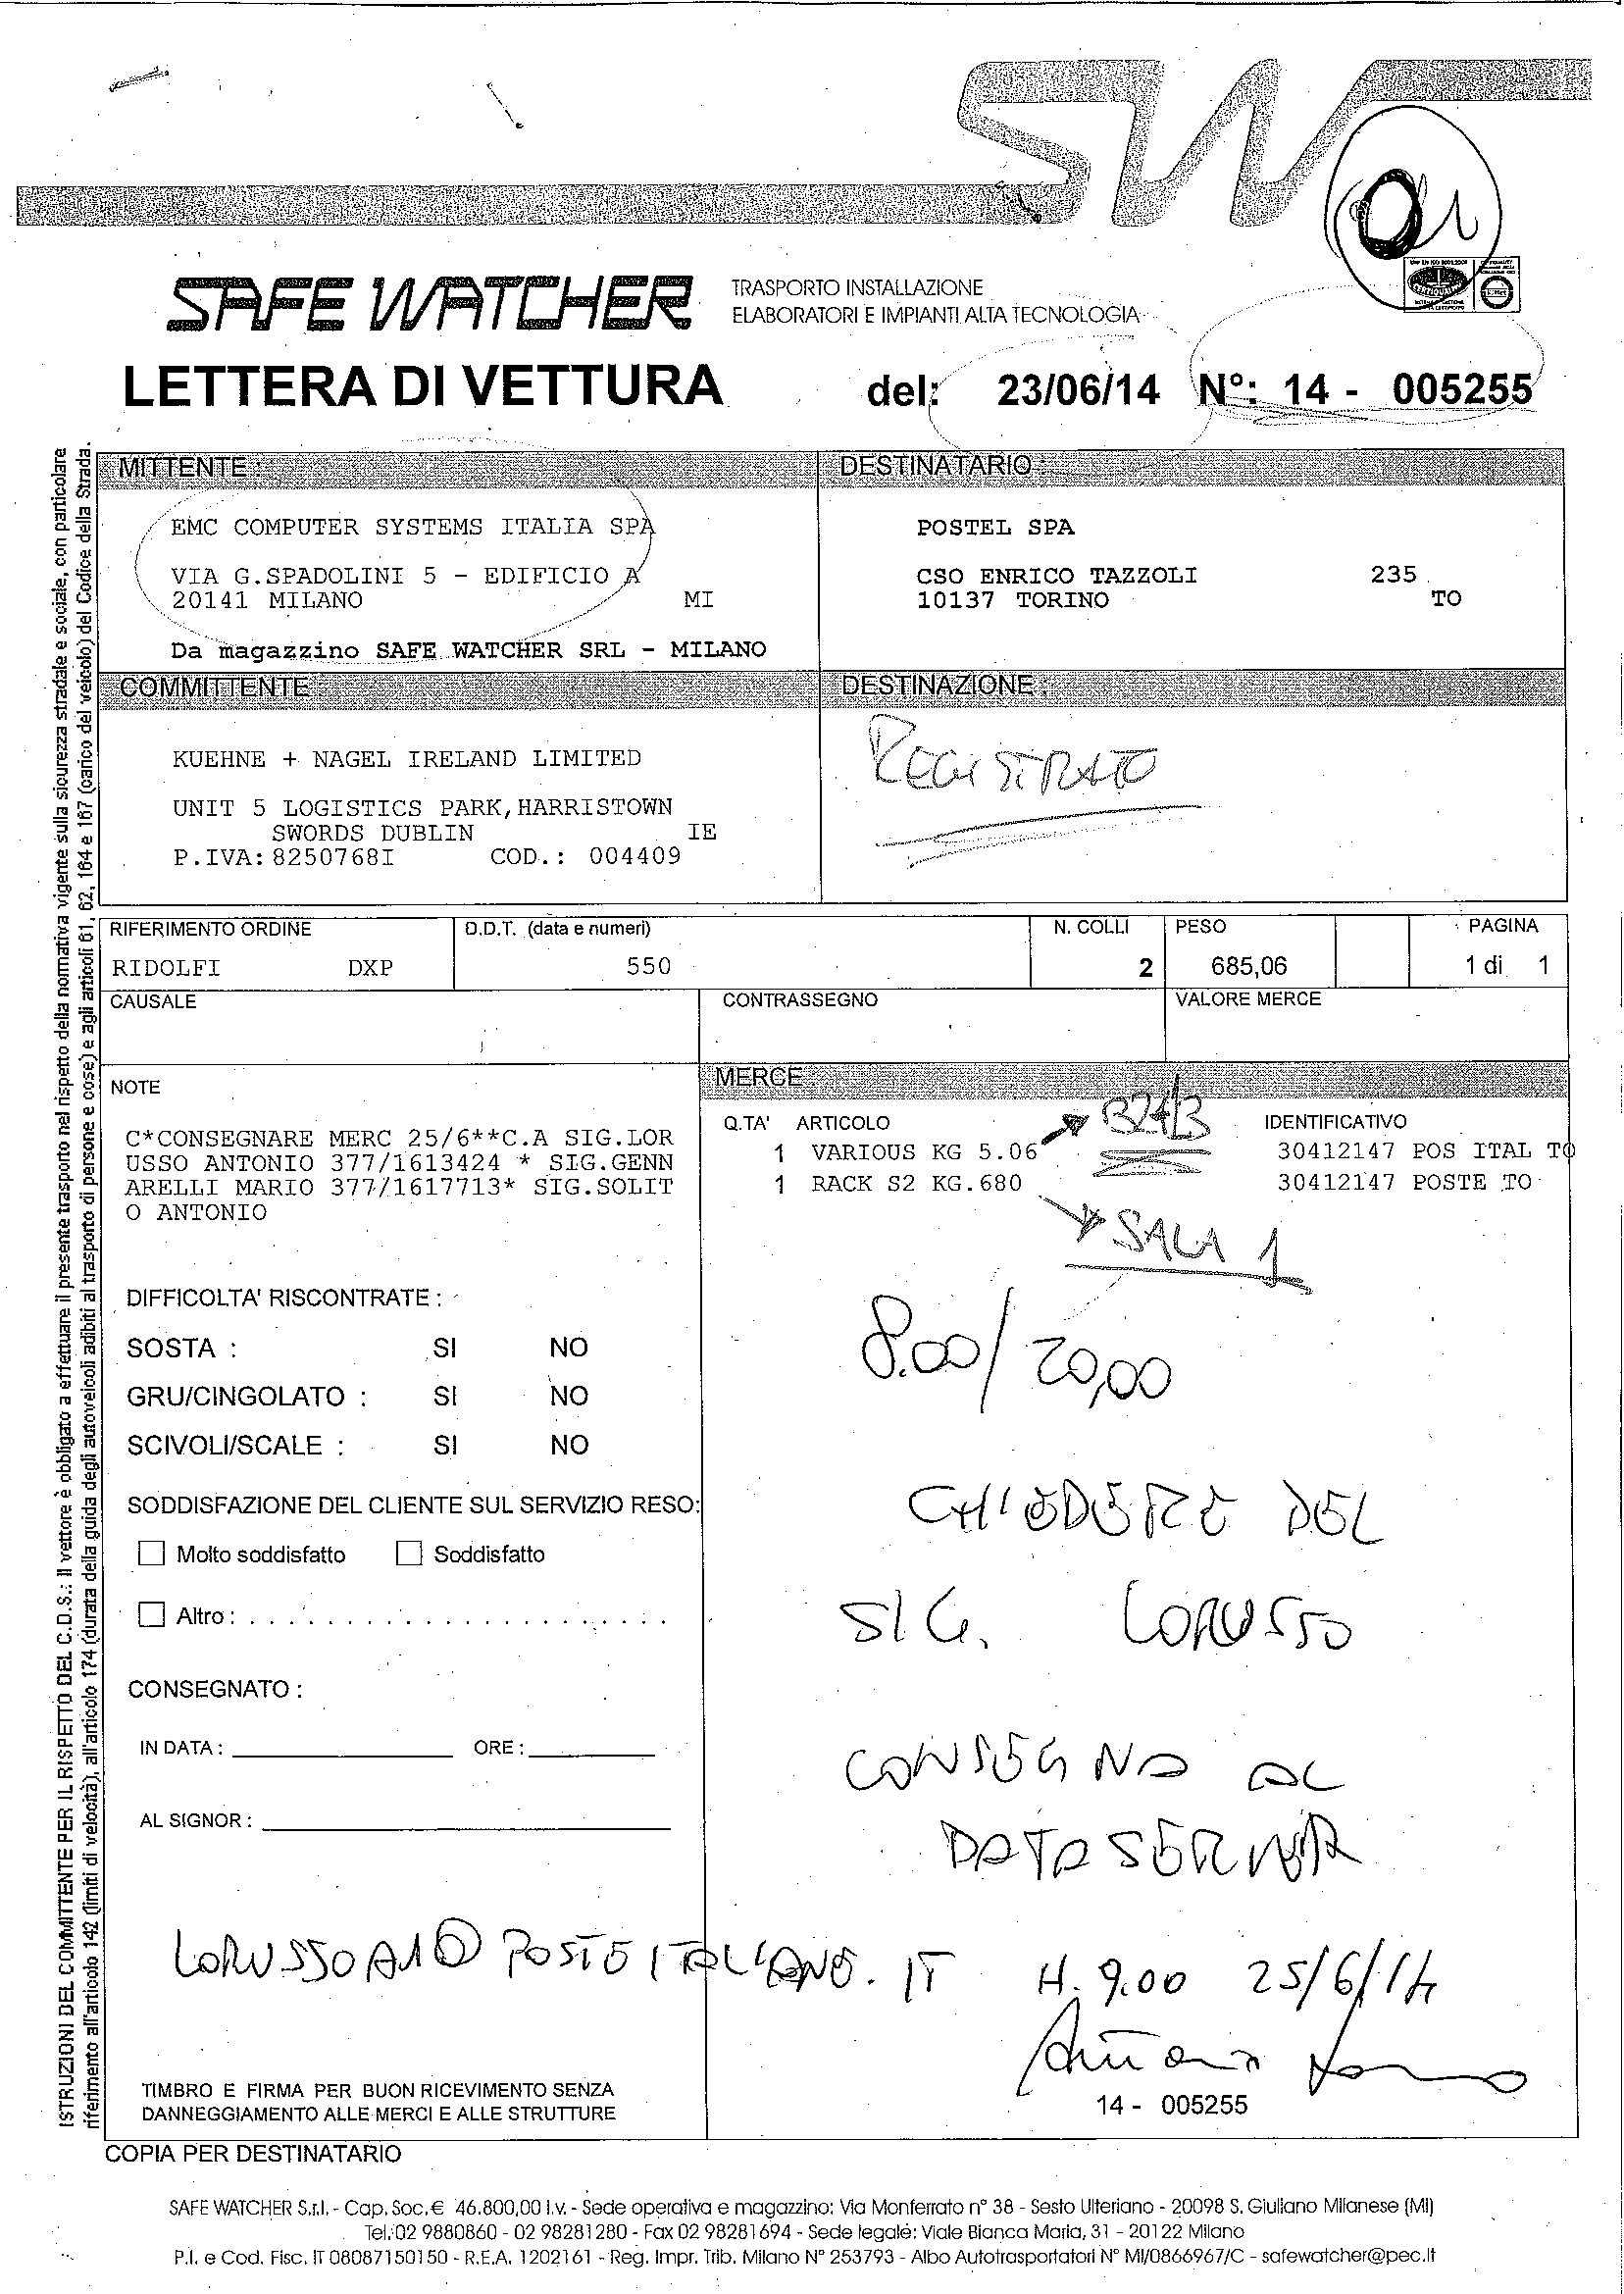 SW
01
SAFE WATCHER
TRASPORTO INSTALLAZIONE
ELABORATORI E IMPIANTI ALTA TECNOLOGIA
LETTERA DI VETTURA del: 23/06/14 N°: 14 - 005255
MITTENTE :
EMC COMPUTER SYSTEMS ITALIA SPA
VIA G.SPADOLINI 5 - EDIFICIO A
20141 MILANO MI
Da magazzino SAFE WATCHER SRL - MILANO
DESTINATARIO :
POSTEL SPA
CSO ENRICO TAZZOLI 235
10137 TORINO TO
COMMITTENTE
KUEHNE + NAGEL IRELAND LIMITED
UNIT 5 LOGISTICS PARK,HARRISTOWN
SWORDS DUBLIN IE
P.IVA:8250768I COD.: 004409
DESTINAZIONE :
REGISTRATO
RIFERIMENTO ORDINE D.D.T. (data e numeri) N. COLLI PESO PAGINA
RIDOLFI DXP 550 2 685,06 1 di 1
CAUSALE CONTRASSEGNO VALORE MERCE
NOTE
C*CONSEGNARE MERC 25/6**C.A SIG.LOR
USSO ANTONIO 377/1613424 * SIG.GENN
ARELLI MARIO 377/1617713* SIG.SOLIT
O ANTONIO
MERCE
Q.TA' ARTICOLO B24/3 IDENTIFICATIVO
1 VARIOUS KG 5.06 30412147 POS ITAL TO
1 RACK S2 KG.680 30412147 POSTE TO
SALA 1
8.00/20,00
DIFFICOLTA' RISCONTRATE :
SOSTA : SI NO
GRU/CINGOLATO : SI NO
SCIVOLI/SCALE : SI NO
SODDISFAZIONE DEL CLIENTE SUL SERVIZIO RESO:
Molto soddisfatto Soddisfatto
Altro : . . . . . . . . . . . . . . . . . . . . . .
CHIEDERE DEL
SIG. LORUSSO
CONSEGNATO :
IN DATA : ORE :
AL SIGNOR :
CONSEGNA AL
DATA SERVER
LORUSSOA1@POSTEITALIANE.IT H. 9.00 25/6/14
Antonio Lorusso
14 - 005255
TIMBRO E FIRMA PER BUON RICEVIMENTO SENZA
DANNEGGIAMENTO ALLE MERCI E ALLE STRUTTURE
COPIA PER DESTINATARIO
ISTRUZIONI DEL COMMITTENTE PER IL RISPETTO DEL C.D.S.: Il vettore è obbligato a effettuare il presente trasporto nel rispetto della normativa vigente sulla sicurezza stradale e sociale, con particolare
riferimento all'articolo 142 (limiti di velocità), all'articolo 174 (durata della guida degli autoveicoli adibiti al trasporto di persone e cose) e agli articoli 61, 62, 164 e 167 (carico del veicolo) del Codice della Strada.
SAFE WATCHER S.r.l. - Cap. Soc. € 46.800,00 i.v. - Sede operativa e magazzino: Via Monferrato n° 38 - Sesto Ulteriano - 20098 S. Giuliano Milanese (MI)
Tel. 02 9880860 - 02 98281280 - Fax 02 98281694 - Sede legale: Viale Bianca Maria, 31 - 20122 Milano
P.I. e Cod. Fisc. IT 08087150150 - R.E.A. 1202161 - Reg. Impr. Trib. Milano N° 253793 - Albo Autotrasportatori N° MI/0866967/C - safewatcher@pec.it